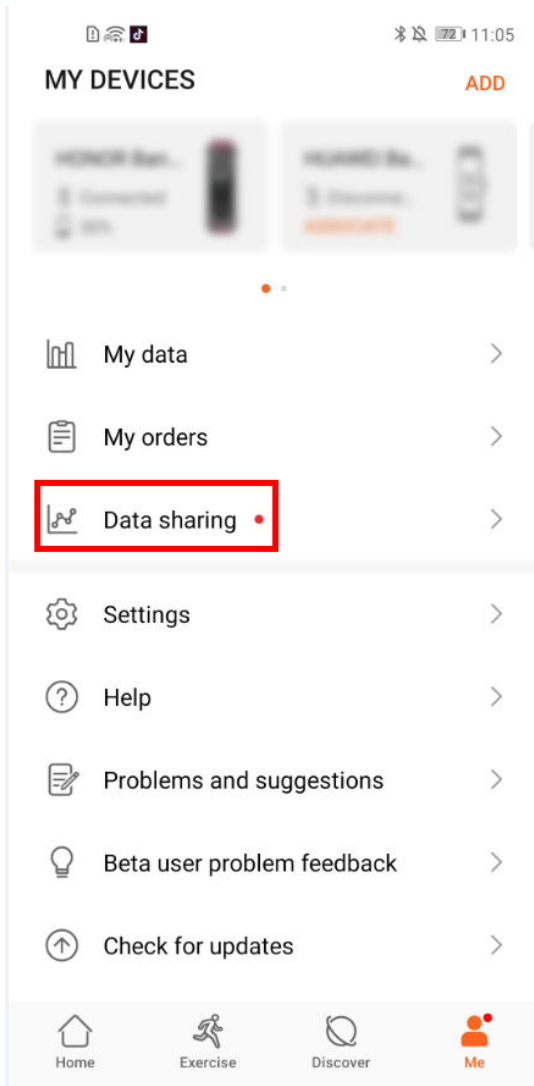 72 11:05
MY DEVICES ADD
My data
My orders
Data sharing
Settings
Help
Problems and suggestions
Beta user problem feedback
Check for updates
Home Exercise Discover Me